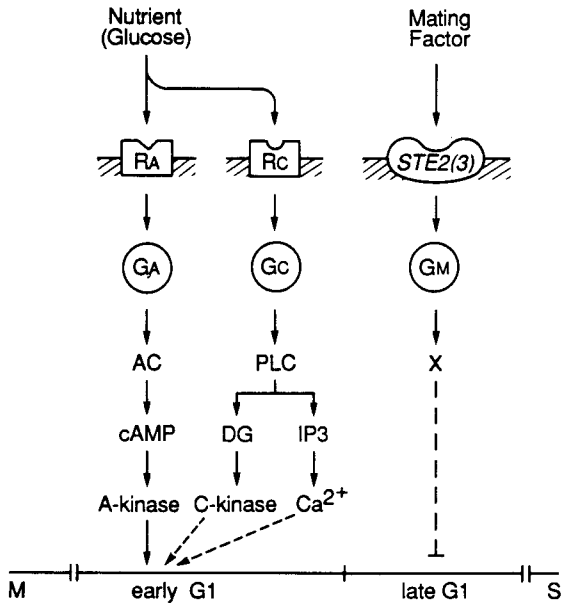 Nutrient
(Glucose)
Mating
Factor
RA
RC
STE2(3)
GA
GC
GM
AC
PLC
X
cAMP
DG
IP3
A-kinase
C-kinase
Ca2+
M
early G1
late G1
S